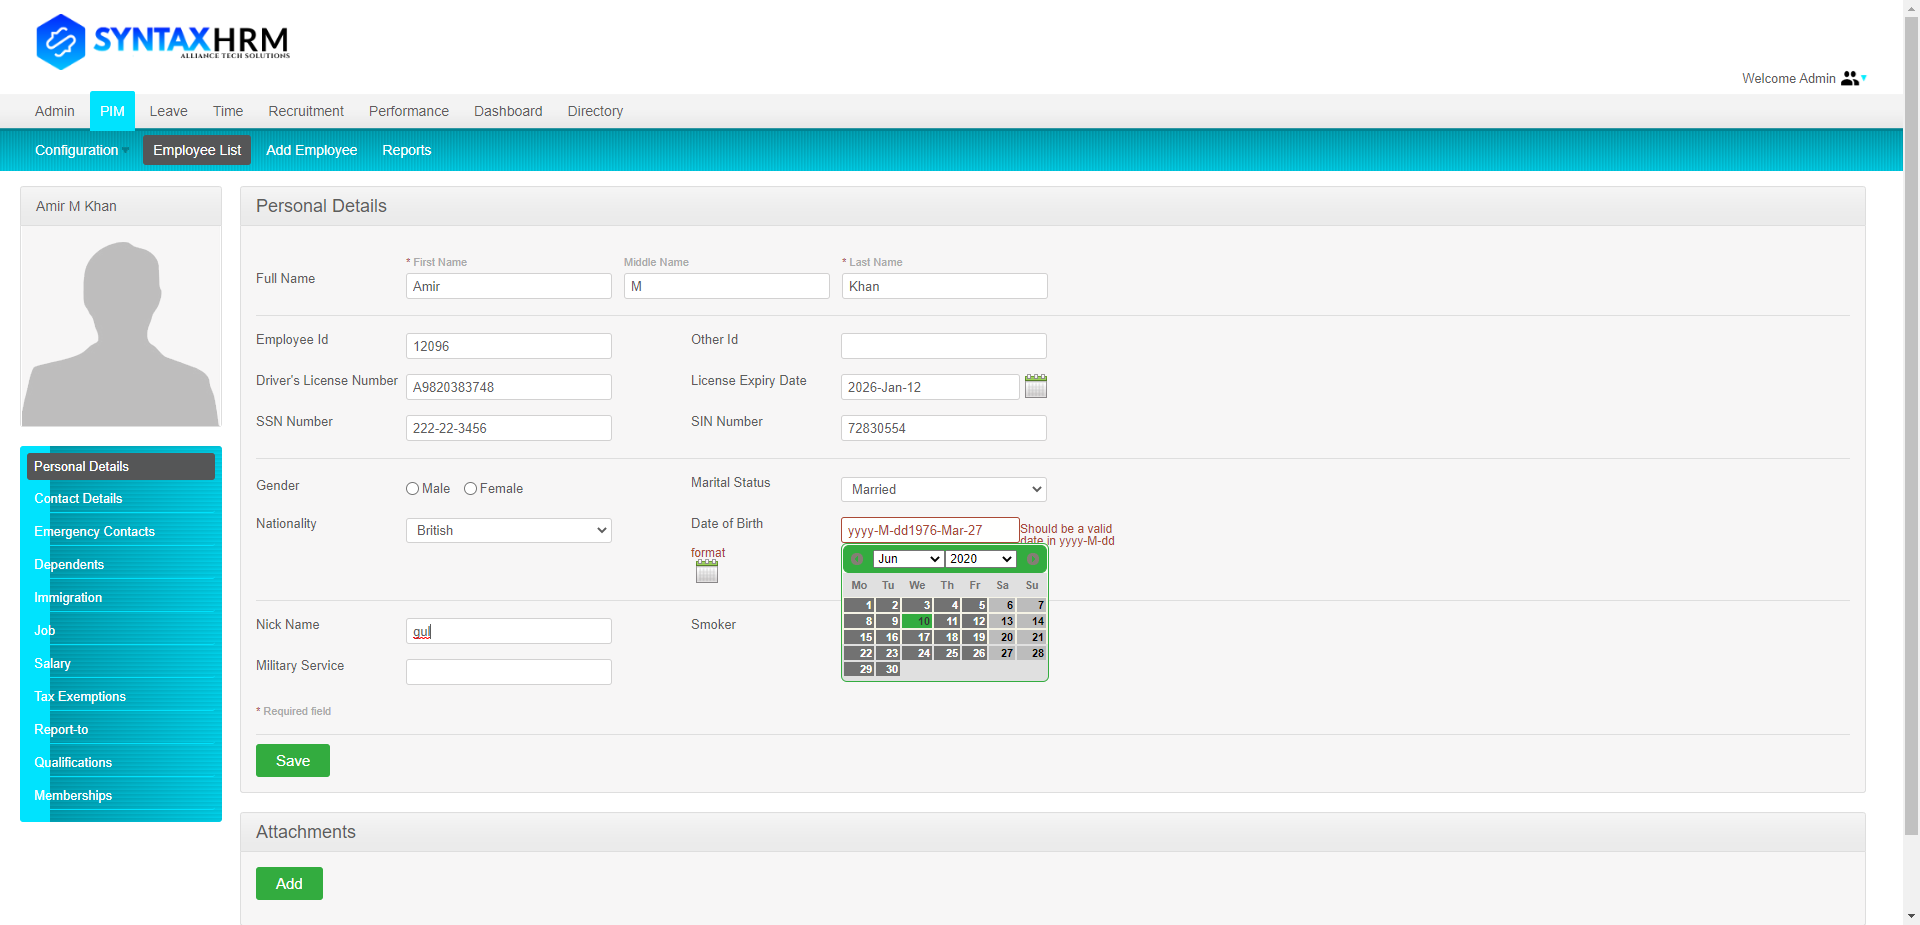 SYNTAXHRM
ALLIANCE TECH SOLUTIONS
Welcome Admin
Admin PIM Leave Time Recruitment Performance Dashboard Directory
Configuration Employee List Add Employee Reports
Amir M Khan
Personal Details
* First Name Middle Name * Last Name
Full Name Amir M Khan
Employee Id 12096 Other Id
Driver's License Number A9820383748 License Expiry Date 2026-Jan-12
SSN Number 222-22-3456 SIN Number 72830554
Gender Male Female Marital Status Married
Nationality British Date of Birth yyyy-M-dd1976-Mar-27 Should be a valid
date in yyyy-M-dd
format
Jun 2020
Mo Tu We Th Fr Sa Su
1 2 3 4 5 6 7
8 9 10 11 12 13 14
15 16 17 18 19 20 21
22 23 24 25 26 27 28
29 30
Nick Name gul Smoker
Military Service
* Required field
Save
Personal Details
Contact Details
Emergency Contacts
Dependents
Immigration
Job
Salary
Tax Exemptions
Report-to
Qualifications
Memberships
Attachments
Add